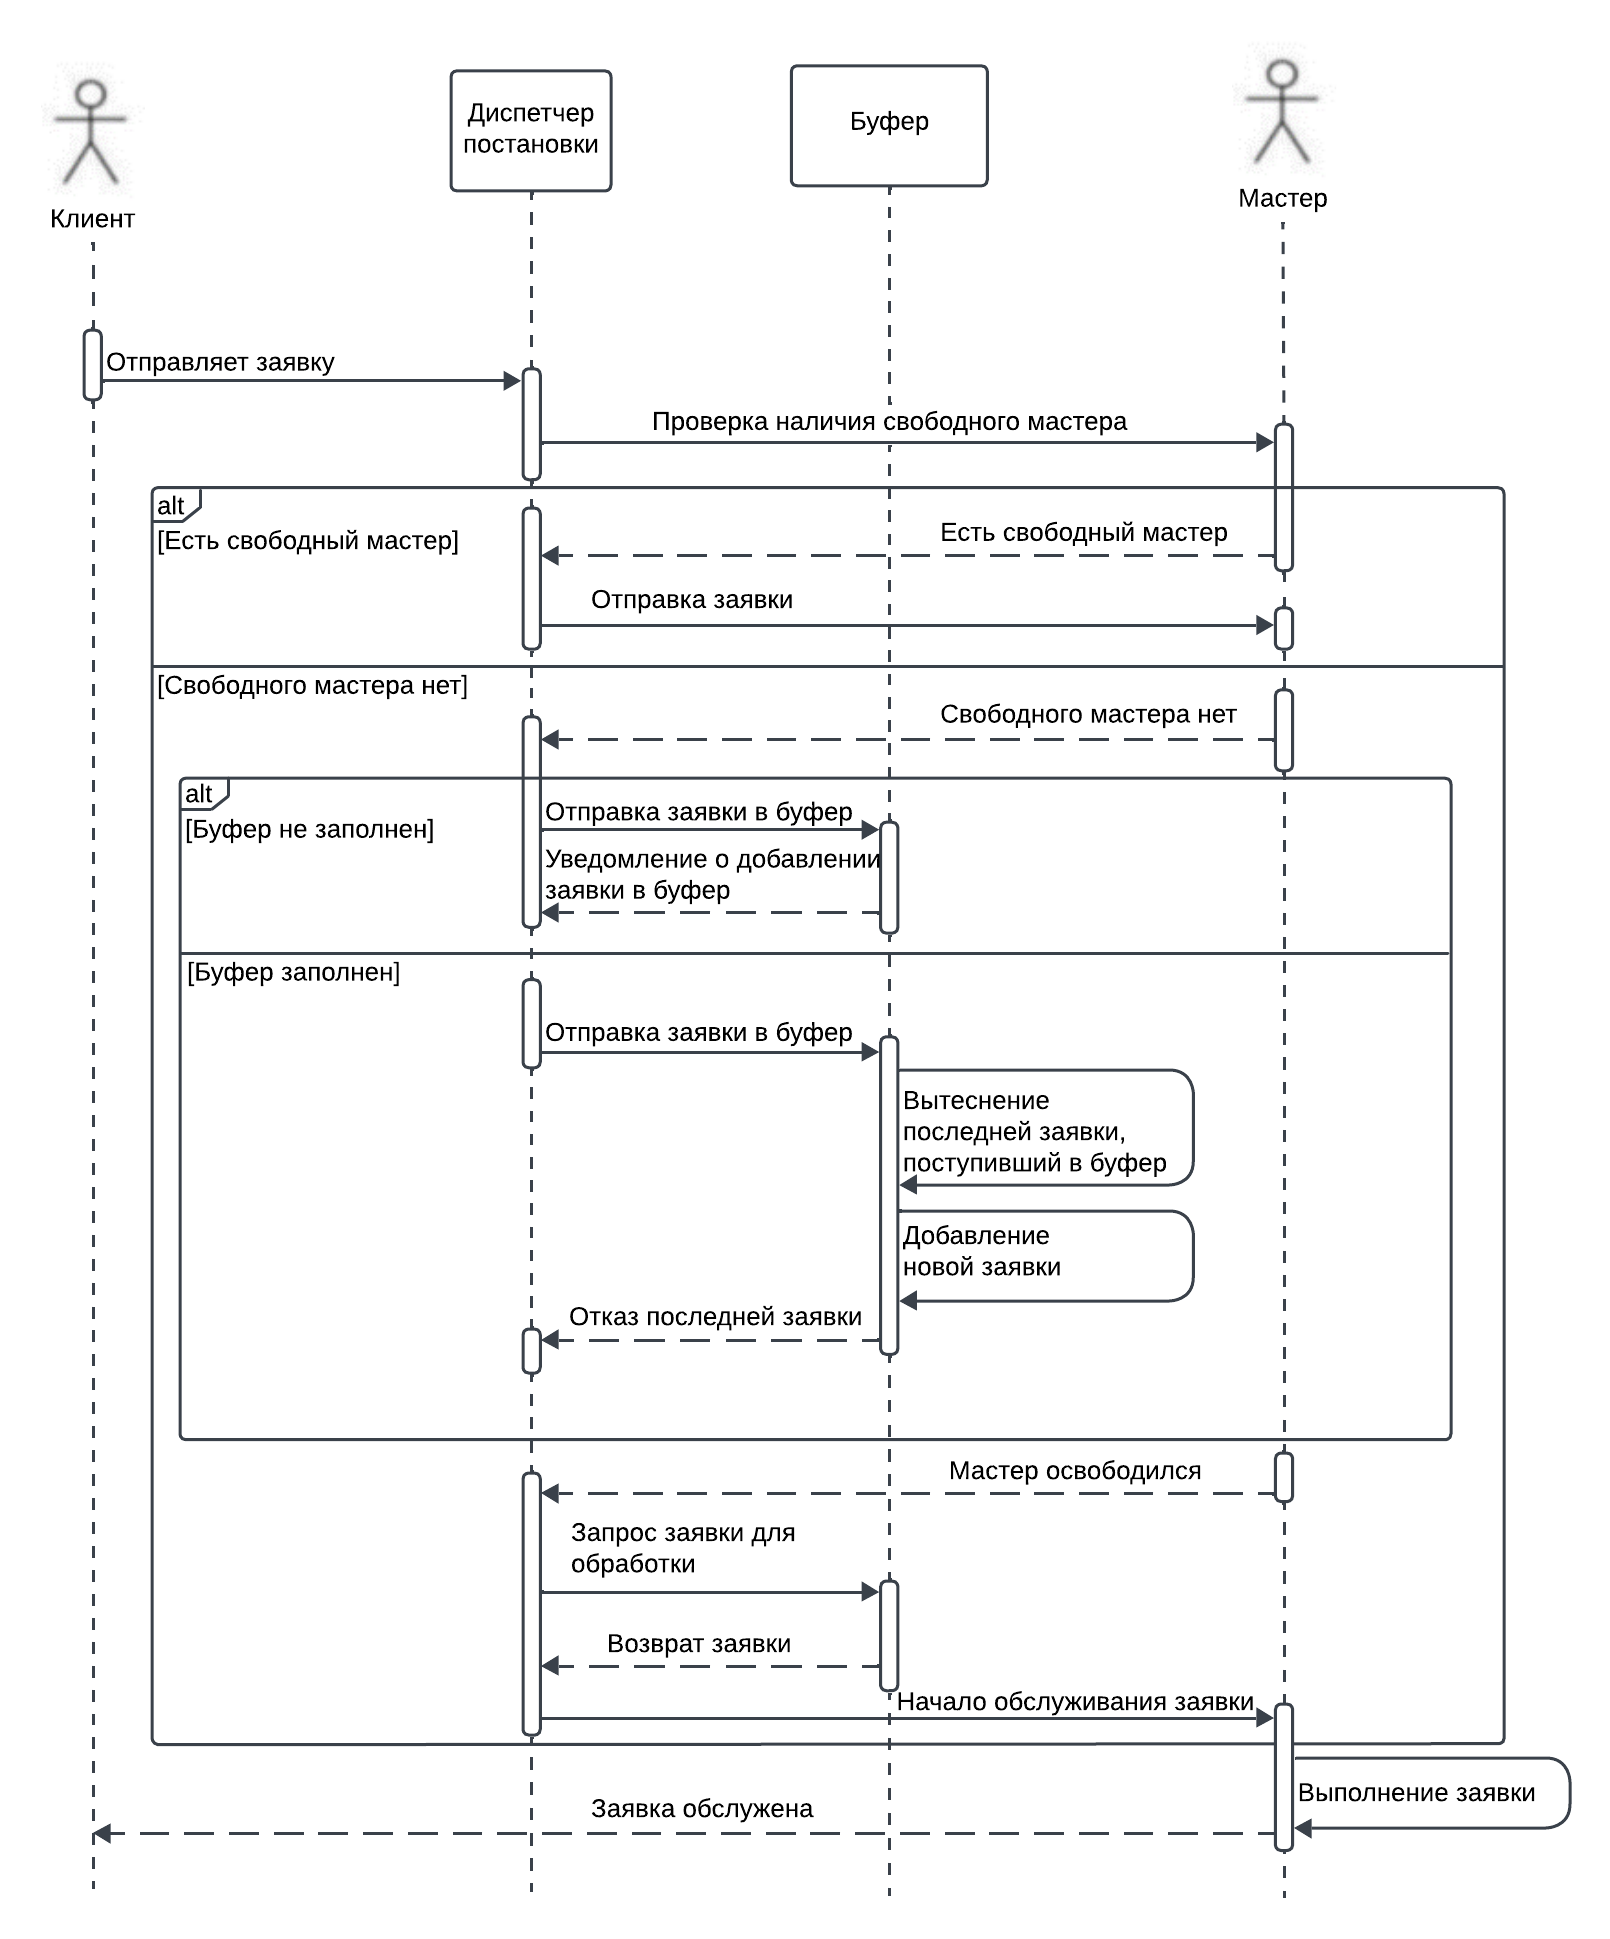 Диспетчер
постановки
Буфер
Мастер
Клиент
Отправляет заявку
Проверка наличия свободного мастера
alt
[Есть свободный мастер]
Есть свободный мастер
Отправка заявки
[Свободного мастера нет]
Свободного мастера нет
alt
[Буфер не заполнен]
Отправка заявки в буфер
Уведомление о добавлении
заявки в буфер
[Буфер заполнен]
Отправка заявки в буфер
Вытеснение
последней заявки,
поступивший в буфер
Добавление
новой заявки
Отказ последней заявки
Мастер освободился
Запрос заявки для
обработки
Возврат заявки
Начало обслуживания заявки
Выполнение заявки
Заявка обслужена